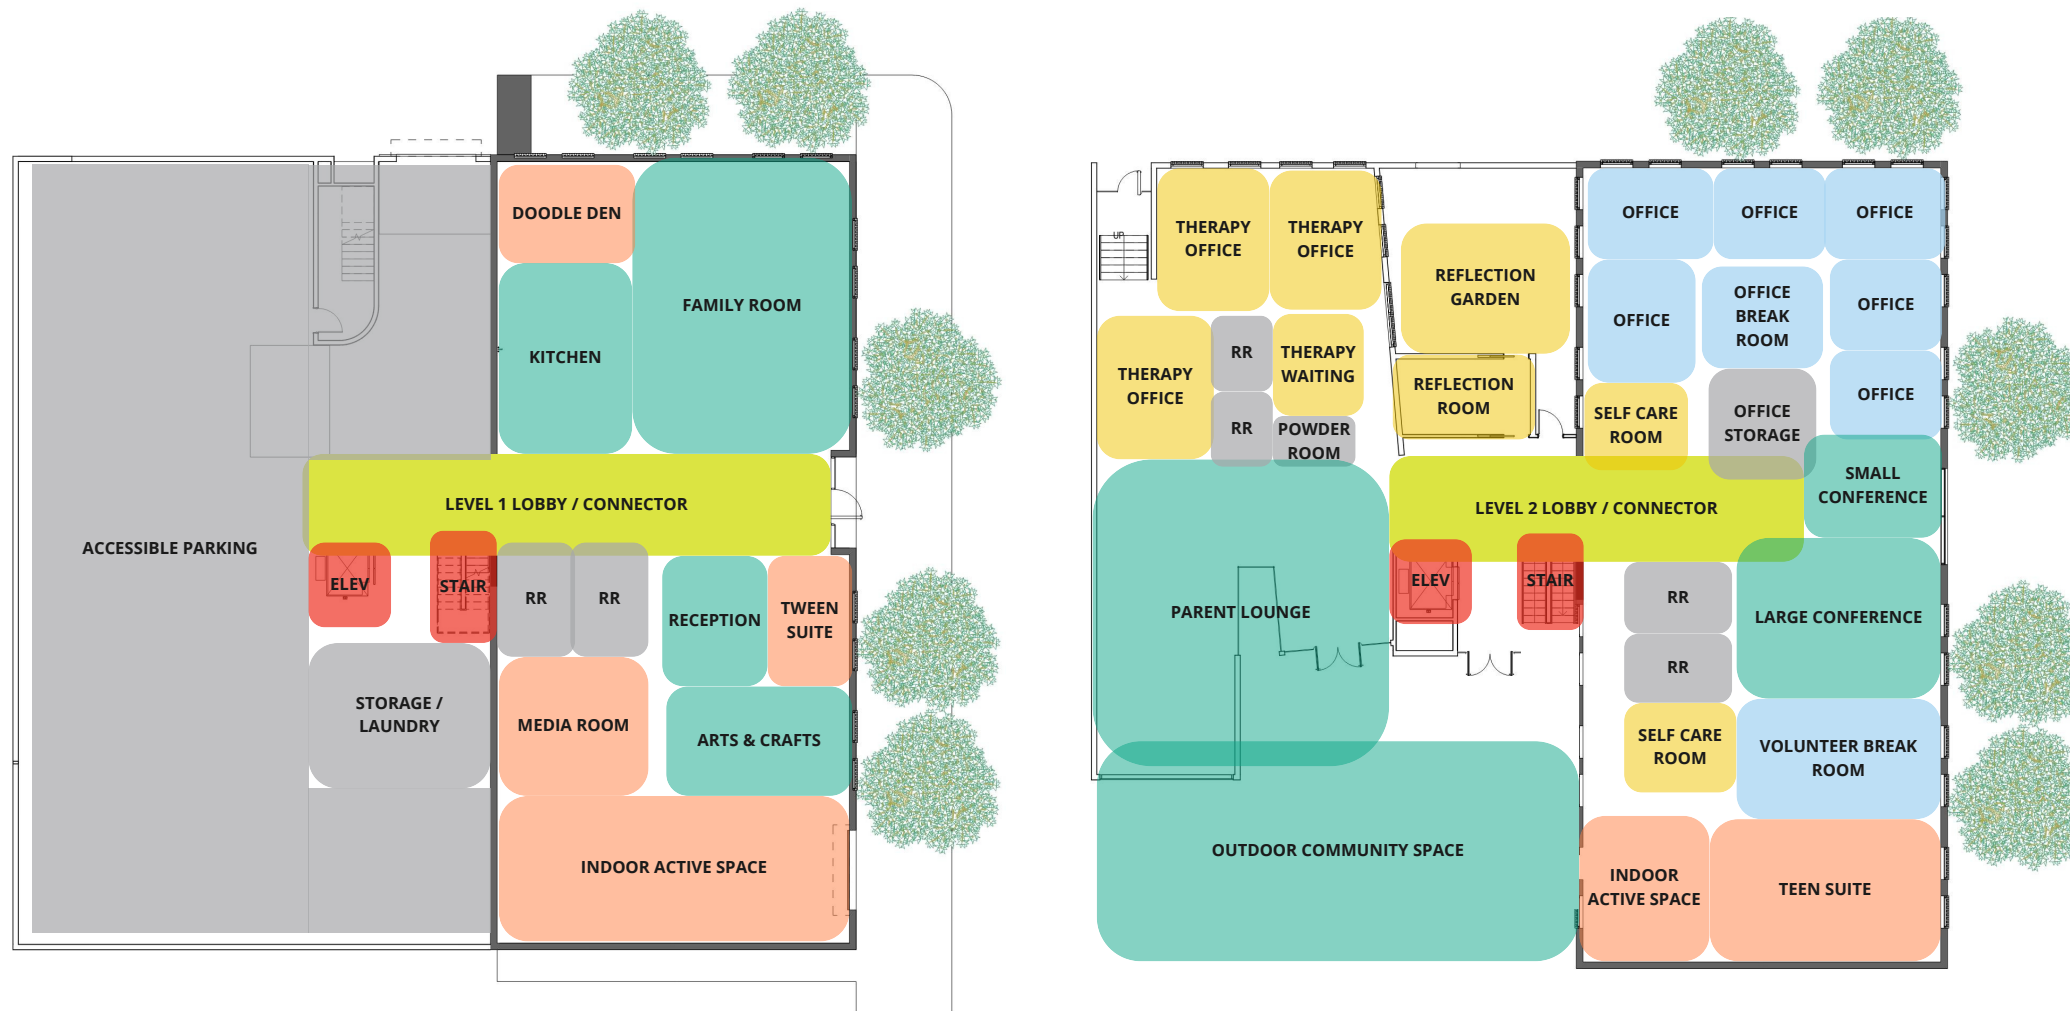 DOODLE DEN
FAMILY ROOM
KITCHEN
LEVEL 1 LOBBY / CONNECTOR
ACCESSIBLE PARKING
ELEV
STAIR
RR
RR
RECEPTION
TWEEN
SUITE
STORAGE /
LAUNDRY
MEDIA ROOM
ARTS & CRAFTS
INDOOR ACTIVE SPACE
UP
THERAPY
OFFICE
THERAPY
OFFICE
REFLECTION
GARDEN
OFFICE
OFFICE
OFFICE
OFFICE
OFFICE
BREAK
ROOM
OFFICE
THERAPY
OFFICE
RR
THERAPY
WAITING
REFLECTION
ROOM
OFFICE
RR
POWDER
ROOM
SELF CARE
ROOM
OFFICE
STORAGE
SMALL
CONFERENCE
LEVEL 2 LOBBY / CONNECTOR
PARENT LOUNGE
ELEV
STAIR
RR
LARGE CONFERENCE
RR
SELF CARE
ROOM
VOLUNTEER BREAK
ROOM
OUTDOOR COMMUNITY SPACE
INDOOR
ACTIVE SPACE
TEEN SUITE